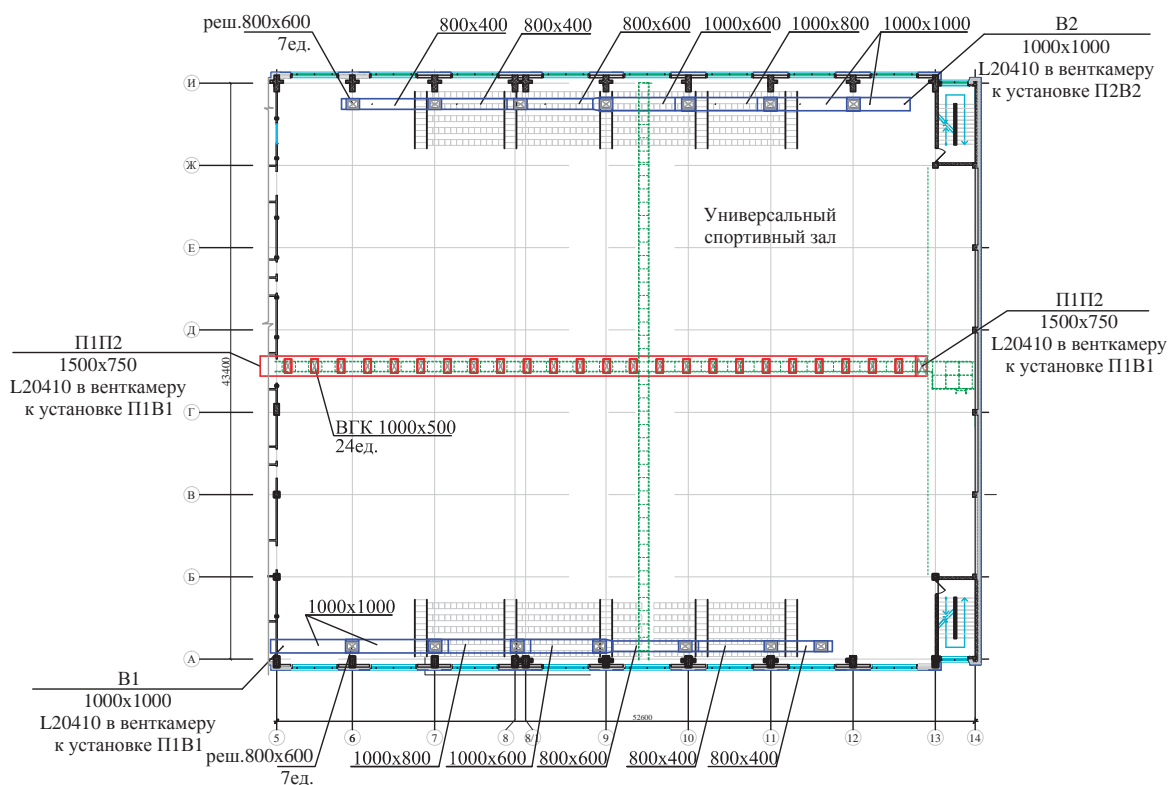 реш.800x600
7ед.
800x400
800x400
800x600
1000x600
1000x800
1000x1000
В2
1000x1000
L20410 в венткамеру
к установке П2В2
И
Ж
Е
Д
Г
В
Б
А
43400
Универсальный
спортивный зал
П1П2
1500x750
L20410 в венткамеру
к установке П1В1
П1П2
1500x750
L20410 в венткамеру
к установке П1В1
ВГК 1000x500
24ед.
1000x1000
В1
1000x1000
L20410 в венткамеру
к установке П1В1
52600
5
6
7
8
8/1
9
10
11
12
13
14
реш.800x600
7ед.
1000x800
1000x600
800x600
800x400
800x400